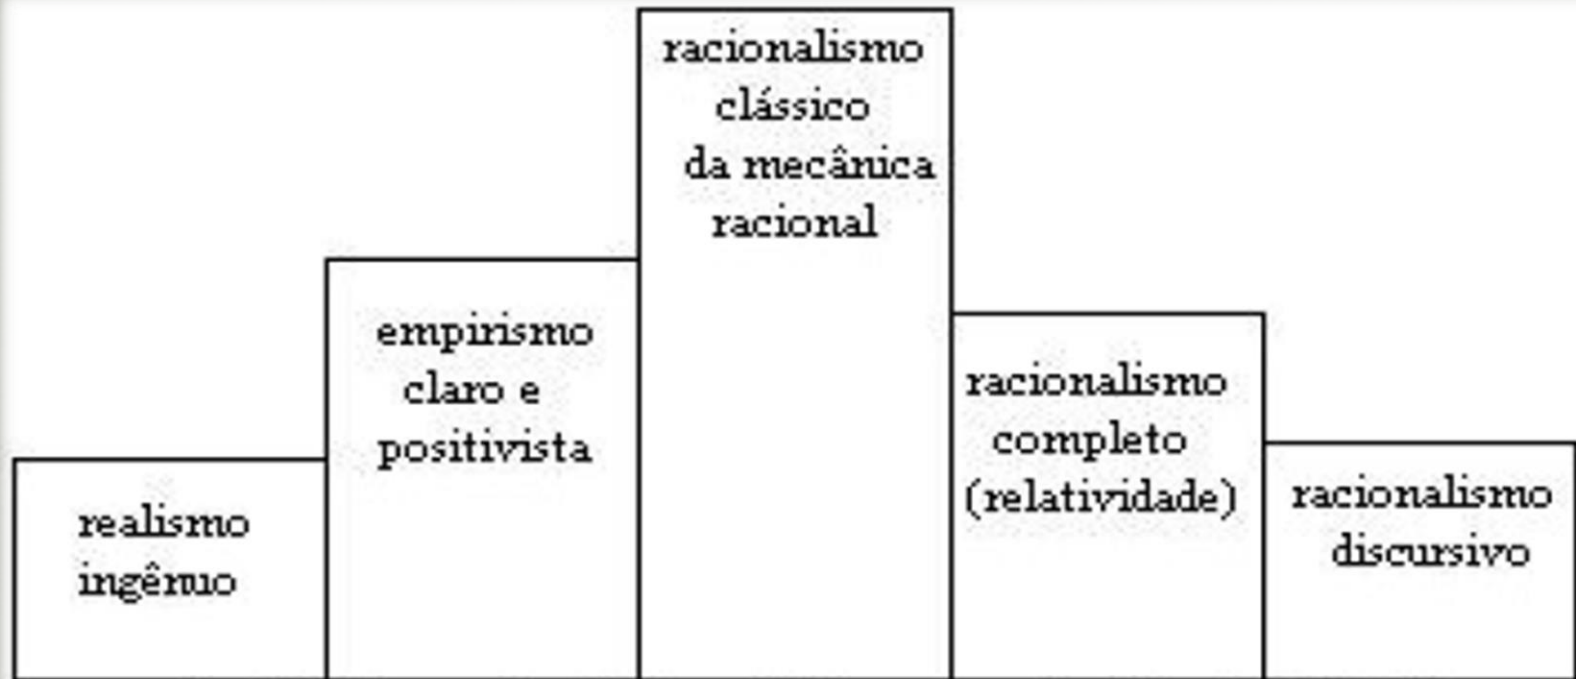 realismo
ingênuo
empirismo
claro e
positivista
racionalismo
clássico
da mecânica
racional
racionalismo
completo
(relatividade)
racionalismo
discursivo